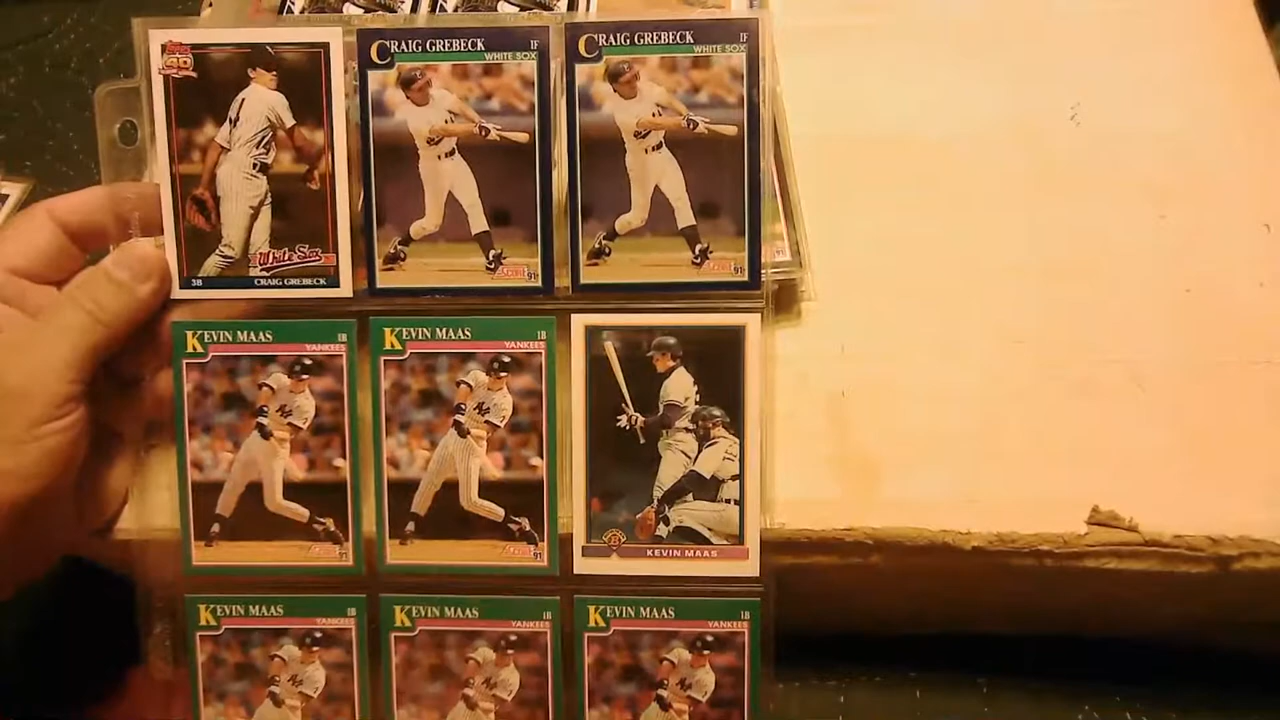 Topps
40
White Sox
3B CRAIG GREBECK
CRAIG GREBECK IF
WHITE SOX
SCORE 91
CRAIG GREBECK IF
WHITE SOX
SCORE 91
KEVIN MAAS 1B
YANKEES
SCORE 91
KEVIN MAAS 1B
YANKEES
SCORE 91
B
KEVIN MAAS
KEVIN MAAS 1B
YANKEES
KEVIN MAAS 1B
YANKEES
KEVIN MAAS 1B
YANKEES